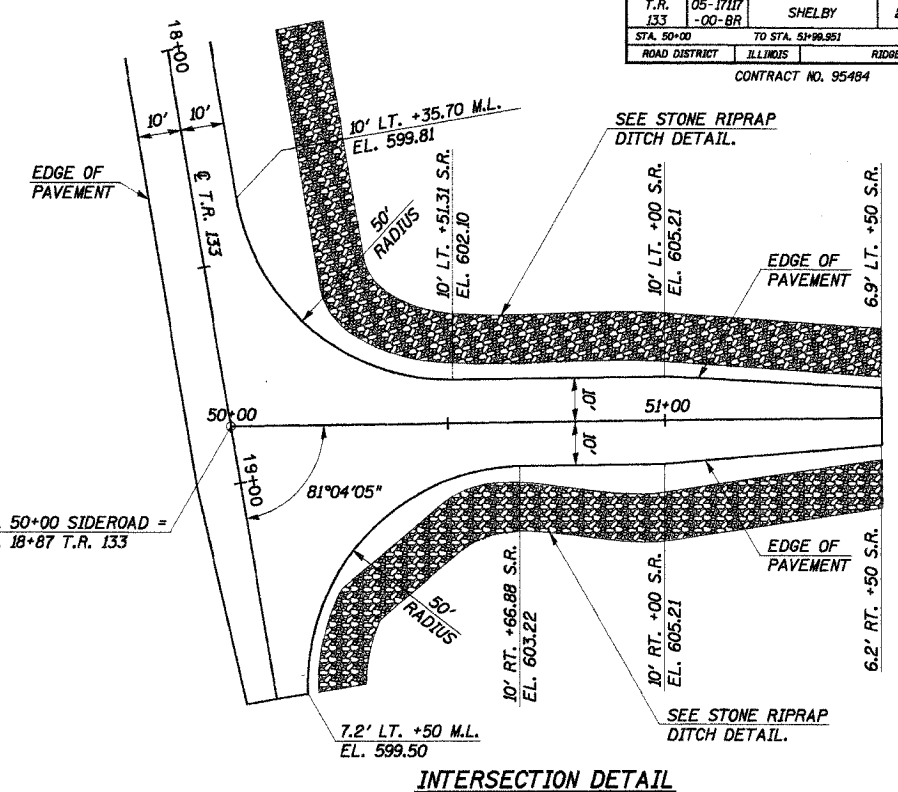 T.R.
133
05-17117
-00-BR
SHELBY
STA. 50+00 TO STA. 51+99.951
ROAD DISTRICT ILLINOIS
CONTRACT NO. 95484
18+00
10' 10'
10' LT. +35.70 M.L.
EL. 599.81
SEE STONE RIPRAP
DITCH DETAIL.
EDGE OF
PAVEMENT
℄ T.R. 133
50'
RADIUS
10' LT. +51.31 S.R.
EL. 602.10
10' LT. +00 S.R.
EL. 605.21
6.9' LT. +50 S.R.
EDGE OF
PAVEMENT
50+00
10'
51+00
10'
19+00
81°04'05"
50+00 SIDEROAD =
18+87 T.R. 133
50'
RADIUS
10' RT. +66.88 S.R.
EL. 603.22
10' RT. +00 S.R.
EL. 605.21
6.2' RT. +50 S.R.
EDGE OF
PAVEMENT
7.2' LT. +50 M.L.
EL. 599.50
SEE STONE RIPRAP
DITCH DETAIL.
INTERSECTION DETAIL